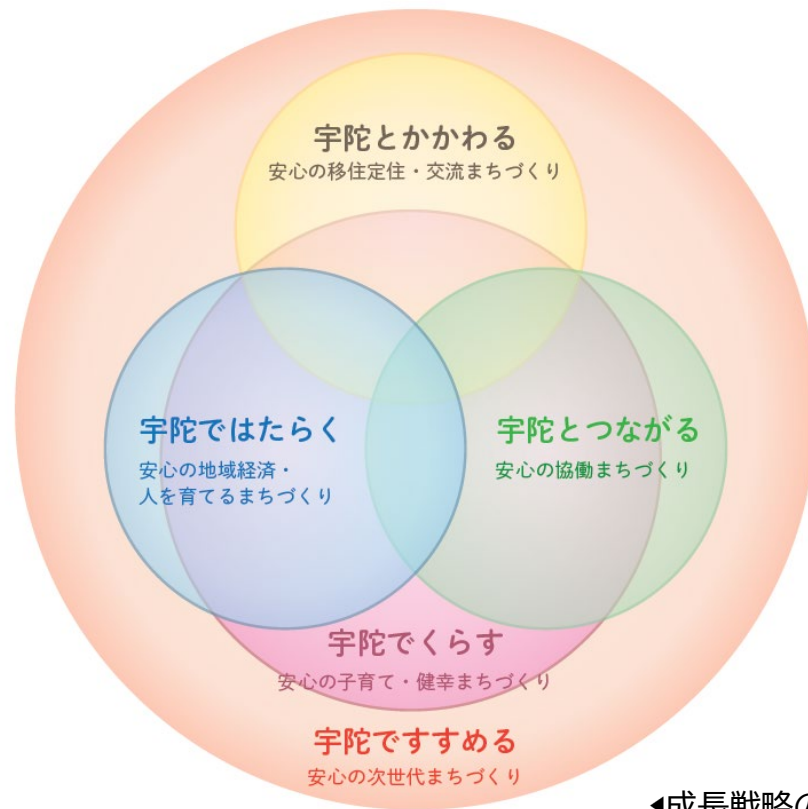 宇陀とかかわる
安心の移住定住・交流まちづくり
宇陀ではたらく
安心の地域経済・
人を育てるまちづくり
宇陀とつながる
安心の協働まちづくり
宇陀でくらす
安心の子育て・健幸まちづくり
宇陀ですすめる
安心の次世代まちづくり
◀成長戦略